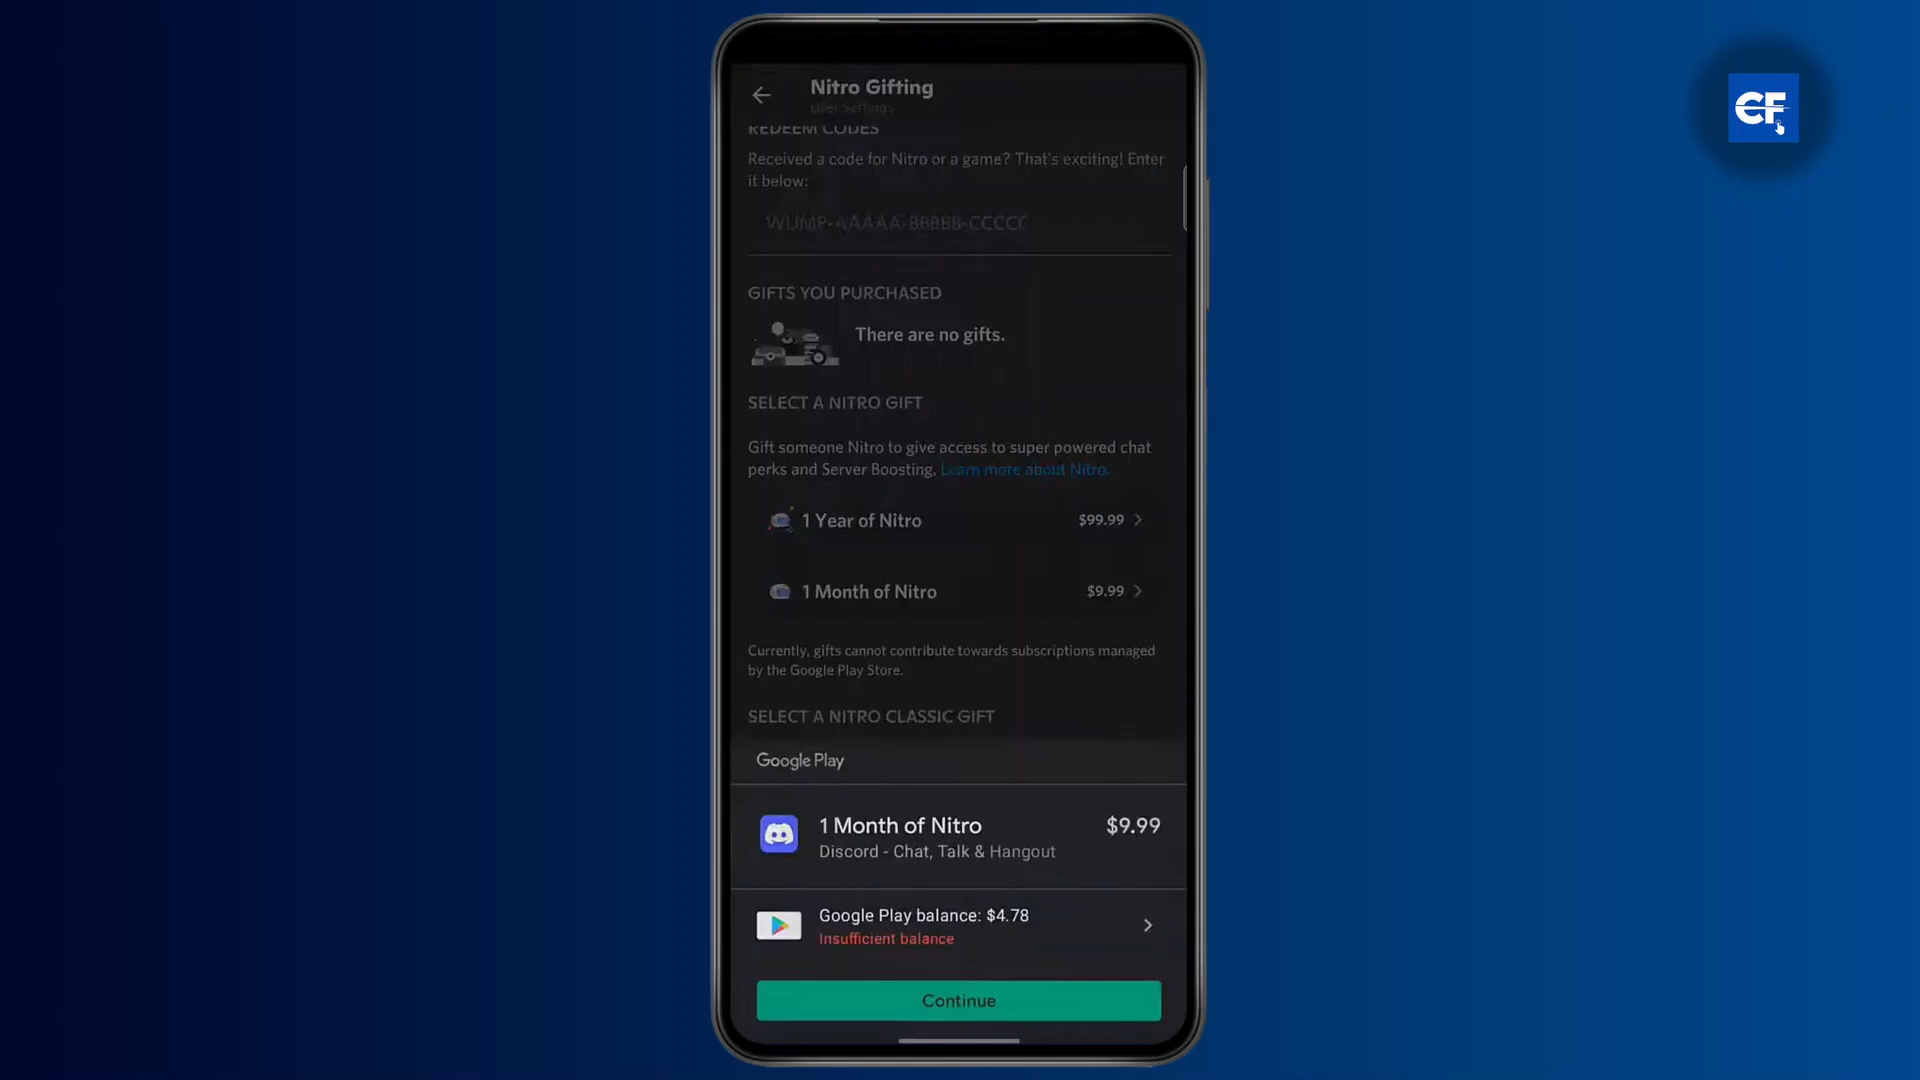 CF
Nitro Gifting
User Settings
REDEEM CODES
Received a code for Nitro or a game? That's exciting! Enter
it below:
WUMP-AAAAA-BBBBB-CCCCC
GIFTS YOU PURCHASED
There are no gifts.
SELECT A NITRO GIFT
Gift someone Nitro to give access to super powered chat
perks and Server Boosting. Learn more about Nitro.
1 Year of Nitro $99.99
1 Month of Nitro $9.99
Currently, gifts cannot contribute towards subscriptions managed
by the Google Play Store.
SELECT A NITRO CLASSIC GIFT
Google Play
1 Month of Nitro $9.99
Discord - Chat, Talk & Hangout
Google Play balance: $4.78
Insufficient balance
Continue